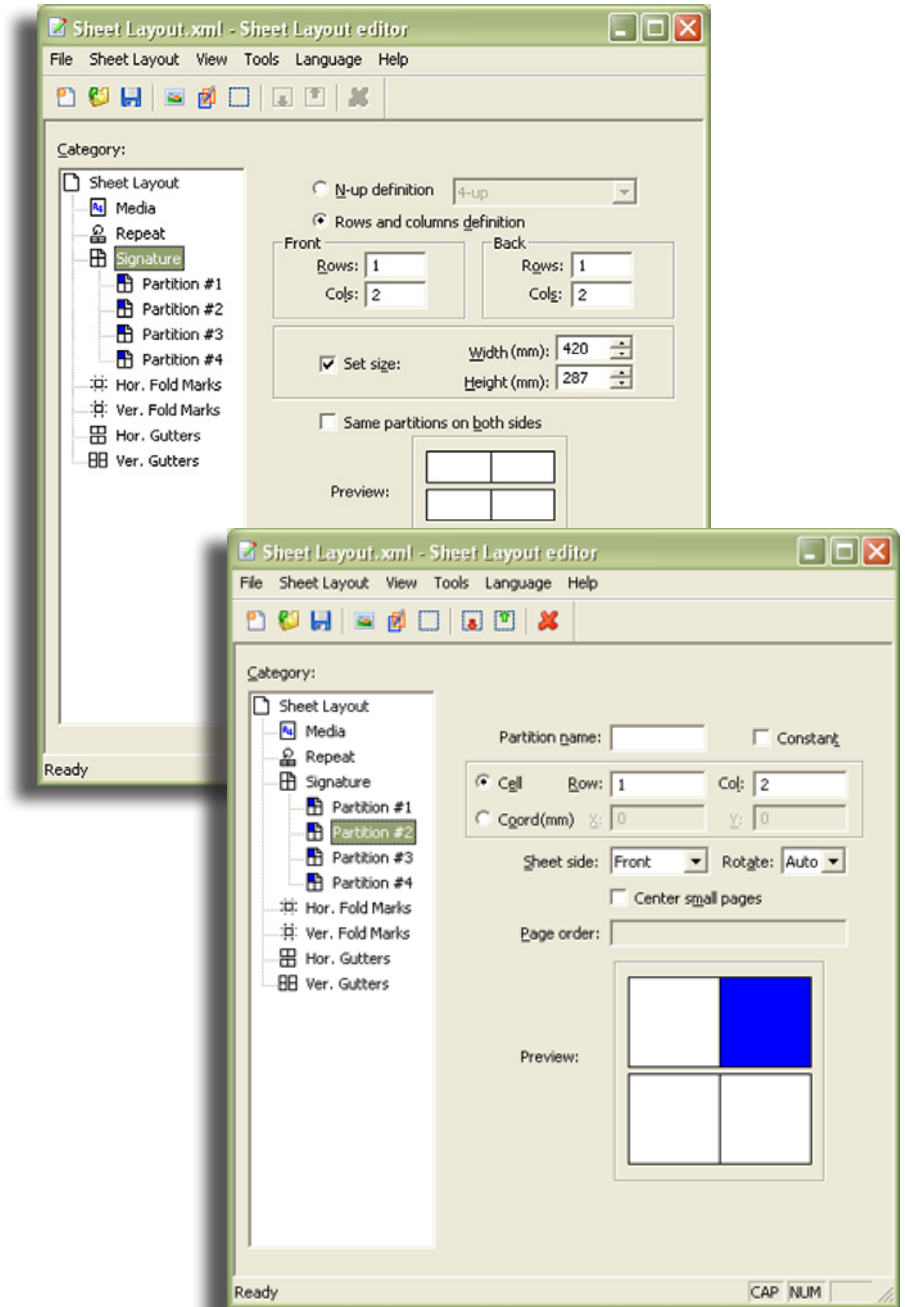 Sheet Layout.xml - Sheet Layout editor
File Sheet Layout View Tools Language Help
Category:
Sheet Layout
Media
Repeat
Signature
Partition #1
Partition #2
Partition #3
Partition #4
Hor. Fold Marks
Ver. Fold Marks
Hor. Gutters
Ver. Gutters
N-up definition 4-up
Rows and columns definition
Front Back
Rows: 1 Rows: 1
Cols: 2 Cols: 2
Set size: Width (mm): 420
Height (mm): 287
Same partitions on both sides
Preview:
Ready
Sheet Layout.xml - Sheet Layout editor
File Sheet Layout View Tools Language Help
Category:
Sheet Layout
Media
Repeat
Signature
Partition #1
Partition #2
Partition #3
Partition #4
Hor. Fold Marks
Ver. Fold Marks
Hor. Gutters
Ver. Gutters
Partition name: Constant
Cell Row: 1 Col: 2
Coord(mm) X: 0 Y: 0
Sheet side: Front Rotate: Auto
Center small pages
Page order:
Preview:
Ready CAP NUM